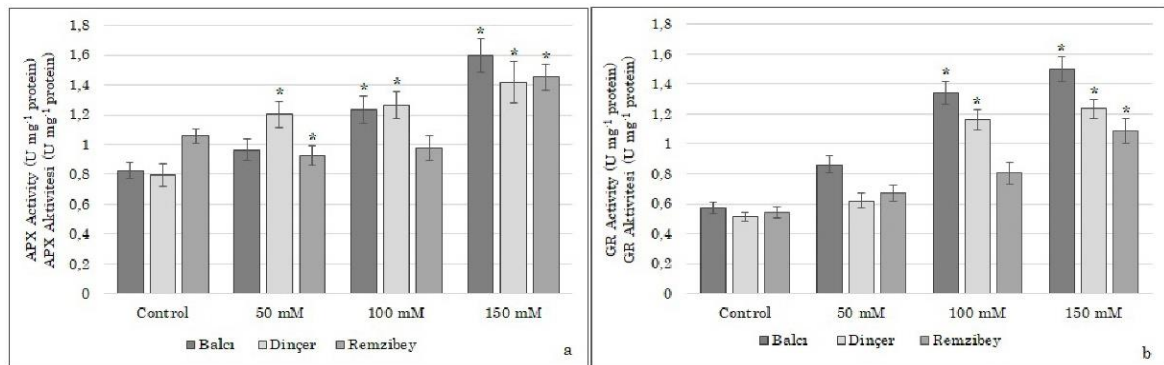 APX Activity (U mg⁻¹ protein)
APX Aktivitesi (U mg⁻¹ protein)
1,8
1,6
1,4
1,2
1
0,8
0,6
0,4
0,2
0
* * * * * * * *
Control 50 mM 100 mM 150 mM
Balcı Dinçer Remzibey
a
GR Activity (U mg⁻¹ protein)
GR Aktivitesi (U mg⁻¹ protein)
1,8
1,6
1,4
1,2
1
0,8
0,6
0,4
0,2
0
* * * * *
Control 50 mM 100 mM 150 mM
Balcı Dinçer Remzibey
b